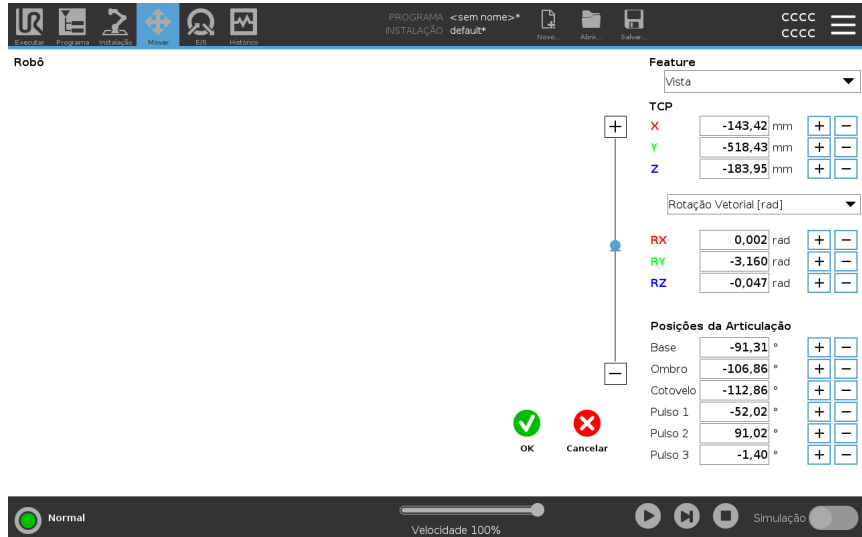 UR
PROGRAMA <sem nome>*
INSTALAÇÃO default*
CCCC
CCCC
Executar Programa Instalação Mover E/S Histórico
Novo... Abrir... Salvar...
Robô
Feature
Vista
TCP
X -143,42 mm + −
Y -518,43 mm + −
Z -183,95 mm + −
Rotação Vetorial [rad]
RX 0,002 rad + −
RY -3,160 rad + −
RZ -0,047 rad + −
Posições da Articulação
Base -91,31 ° + −
Ombro -106,86 ° + −
Cotovelo -112,86 ° + −
Pulso 1 -52,02 ° + −
Pulso 2 91,02 ° + −
Pulso 3 -1,40 ° + −
OK Cancelar
Normal
Velocidade 100%
Simulação